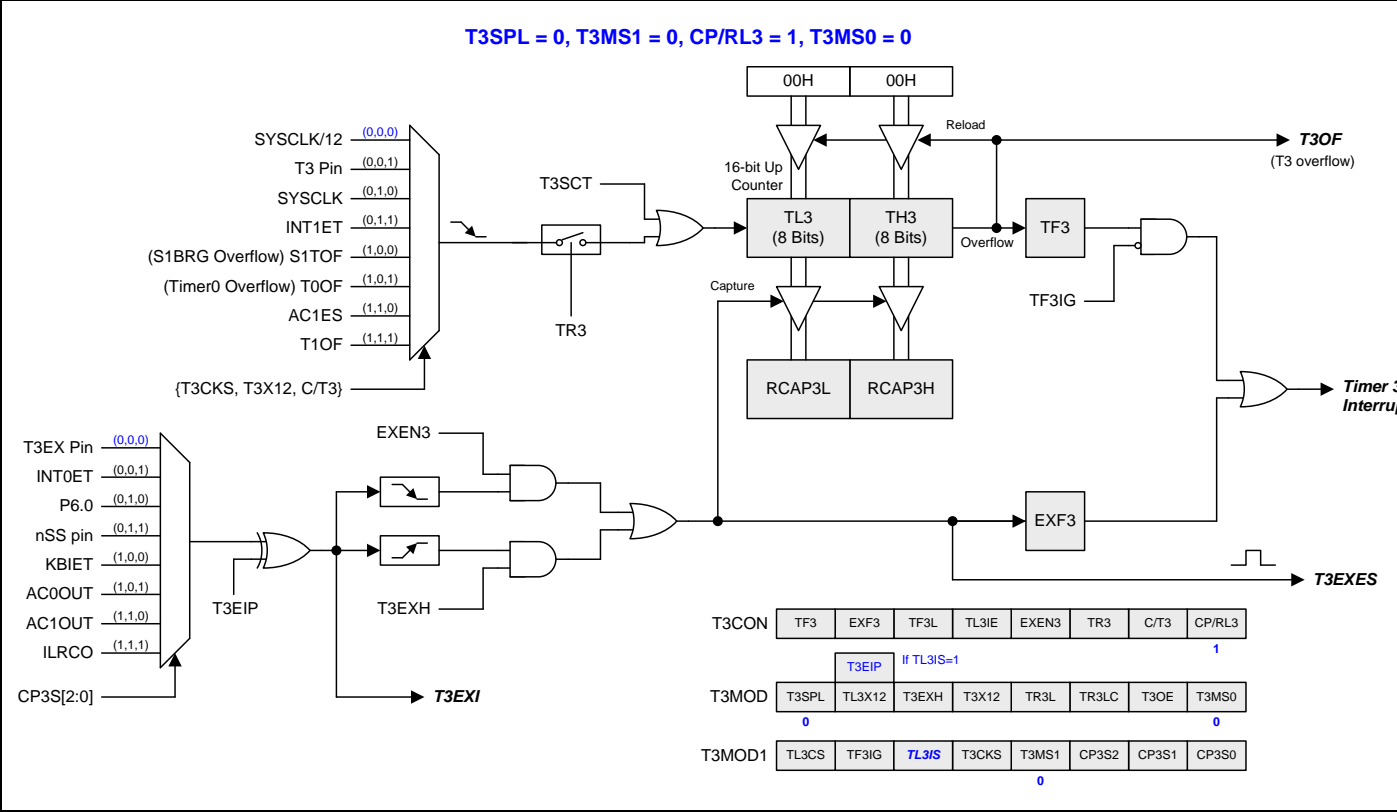 T3SPL = 0, T3MS1 = 0, CP/RL3 = 1, T3MS0 = 0
00H
00H
Reload
T3OF
(T3 overflow)
SYSCLK/12
(0,0,0)
T3 Pin
(0,0,1)
SYSCLK
(0,1,0)
INT1ET
(0,1,1)
(S1BRG Overflow) S1TOF
(1,0,0)
(Timer0 Overflow) T0OF
(1,0,1)
AC1ES
(1,1,0)
T1OF
(1,1,1)
{T3CKS, T3X12, C/T3}
T3SCT
TR3
16-bit Up
Counter
TL3
(8 Bits)
TH3
(8 Bits)
Overflow
TF3
TF3IG
Capture
RCAP3L
RCAP3H
Timer 3
Interrup
T3EX Pin
(0,0,0)
INT0ET
(0,0,1)
P6.0
(0,1,0)
nSS pin
(0,1,1)
KBIET
(1,0,0)
AC0OUT
(1,0,1)
AC1OUT
(1,1,0)
ILRCO
(1,1,1)
CP3S[2:0]
T3EIP
EXEN3
T3EXH
T3EXI
EXF3
T3EXES
T3CON
TF3
EXF3
TF3L
TL3IE
EXEN3
TR3
C/T3
CP/RL3
1
T3EIP
If TL3IS=1
T3MOD
T3SPL
TL3X12
T3EXH
T3X12
TR3L
TR3LC
T3OE
T3MS0
0
0
T3MOD1
TL3CS
TF3IG
TL3IS
T3CKS
T3MS1
CP3S2
CP3S1
CP3S0
0